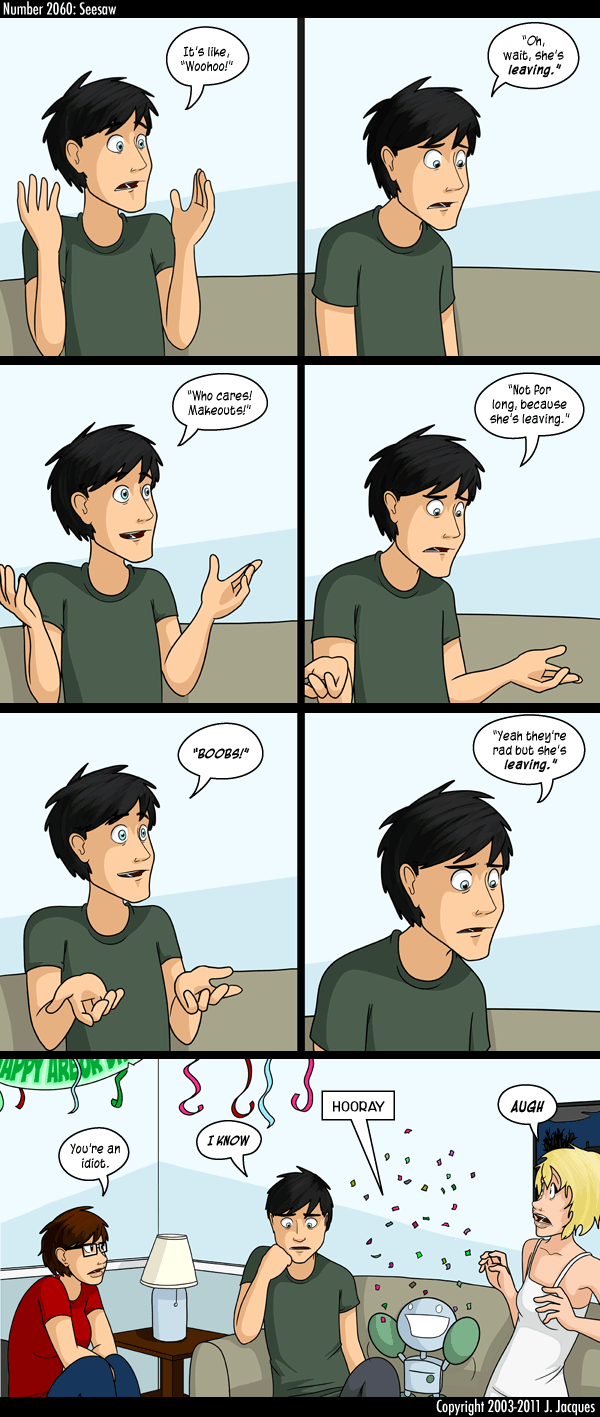 Number 2060: Seesaw
It's like,
"Woohoo!"
"Oh,
wait, she's
leaving."
"Who cares!
Makeouts!"
"Not for
long, because
she's leaving."
"BOOBS!"
"Yeah they're
rad but she's
leaving."
HAPPY ARBOR
You're an
idiot.
I KNOW
HOORAY
AUGH
Copyright 2003-2011 J. Jacques